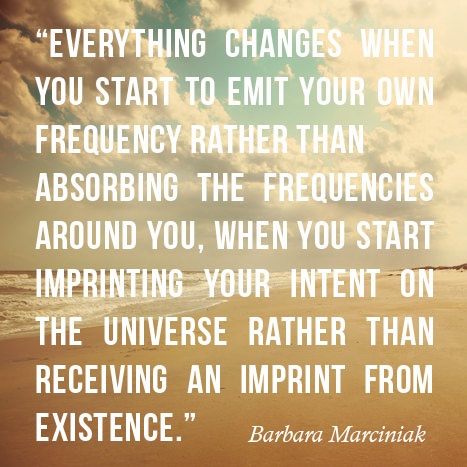 “EVERYTHING CHANGES WHEN
YOU START TO EMIT YOUR OWN
FREQUENCY RATHER THAN
ABSORBING THE FREQUENCIES
AROUND YOU, WHEN YOU START
IMPRINTING YOUR INTENT ON
THE UNIVERSE RATHER THAN
RECEIVING AN IMPRINT FROM
EXISTENCE.”
Barbara Marciniak